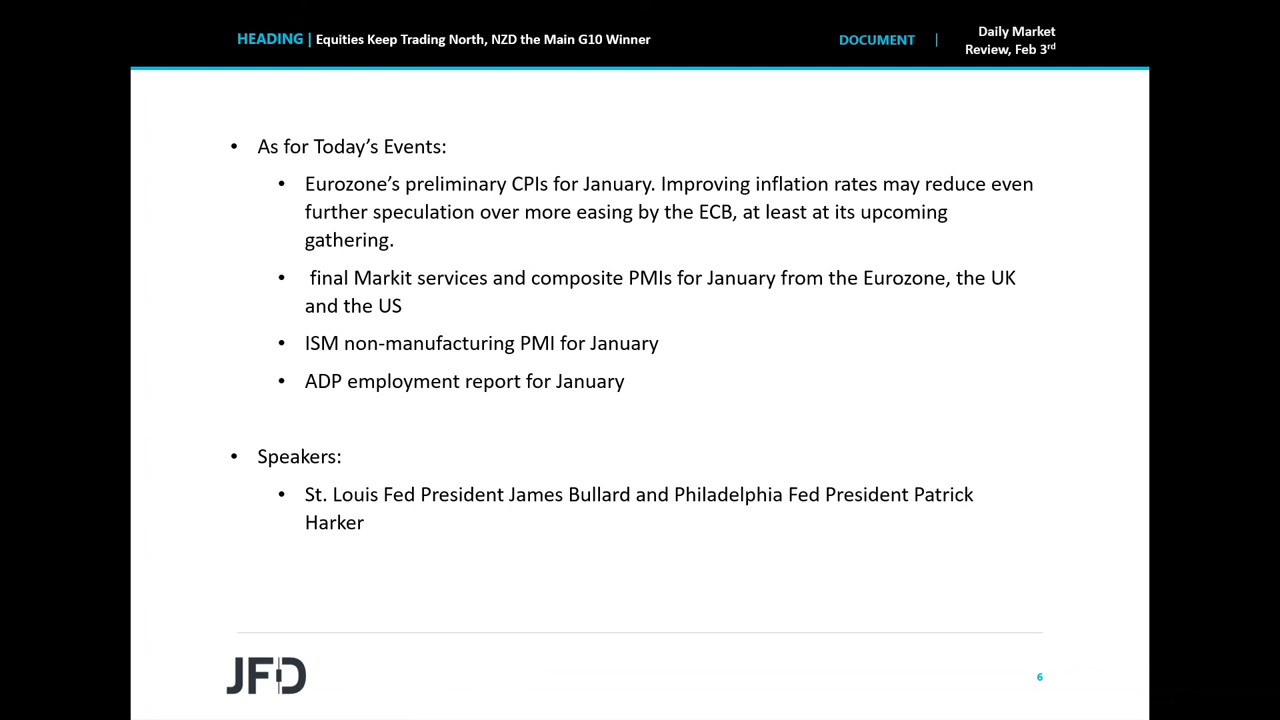 HEADING | Equities Keep Trading North, NZD the Main G10 Winner
DOCUMENT |
Daily Market
Review, Feb 3rd
• As for Today’s Events:
• Eurozone’s preliminary CPIs for January. Improving inflation rates may reduce even
further speculation over more easing by the ECB, at least at its upcoming
gathering.
• final Markit services and composite PMIs for January from the Eurozone, the UK
and the US
• ISM non-manufacturing PMI for January
• ADP employment report for January
• Speakers:
• St. Louis Fed President James Bullard and Philadelphia Fed President Patrick
Harker
JFD
6